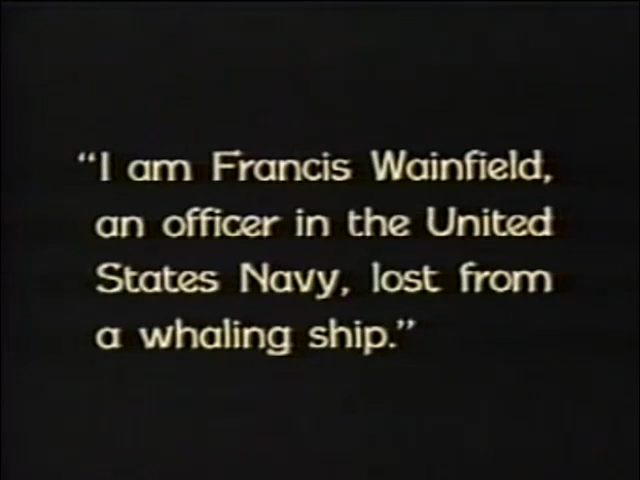 “I am Francis Wainfield,
an officer in the United
States Navy, lost from
a whaling ship.”